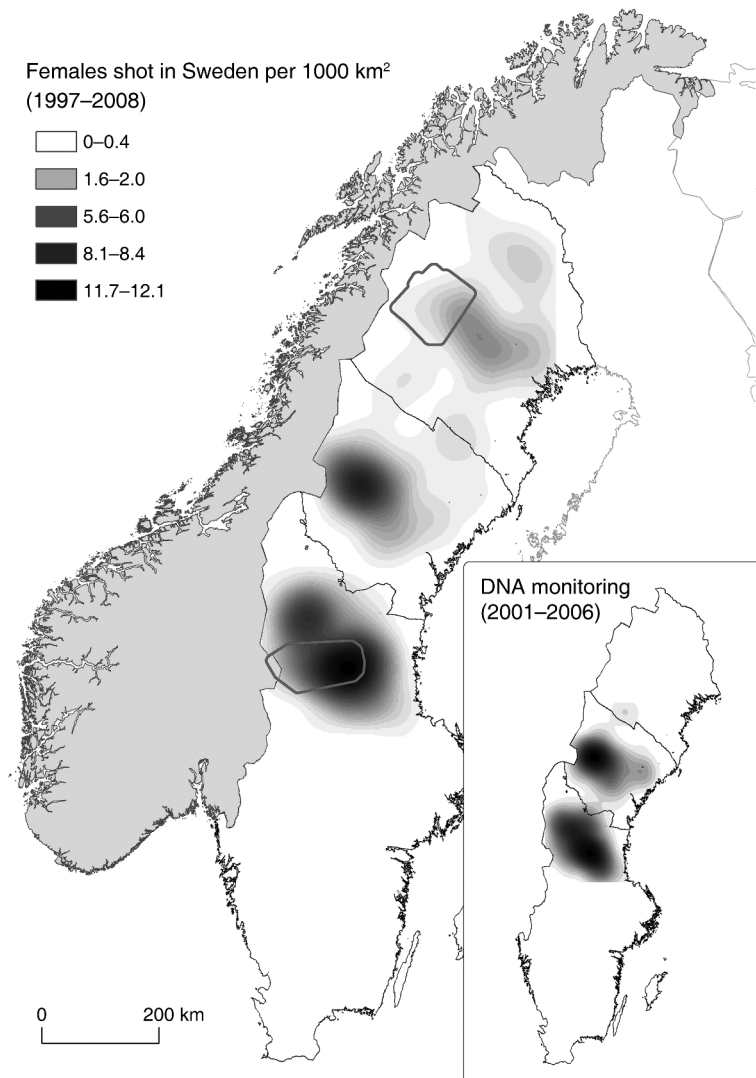 Females shot in Sweden per 1000 km²
(1997–2008)
0–0.4
1.6–2.0
5.6–6.0
8.1–8.4
11.7–12.1
DNA monitoring
(2001–2006)
0 200 km